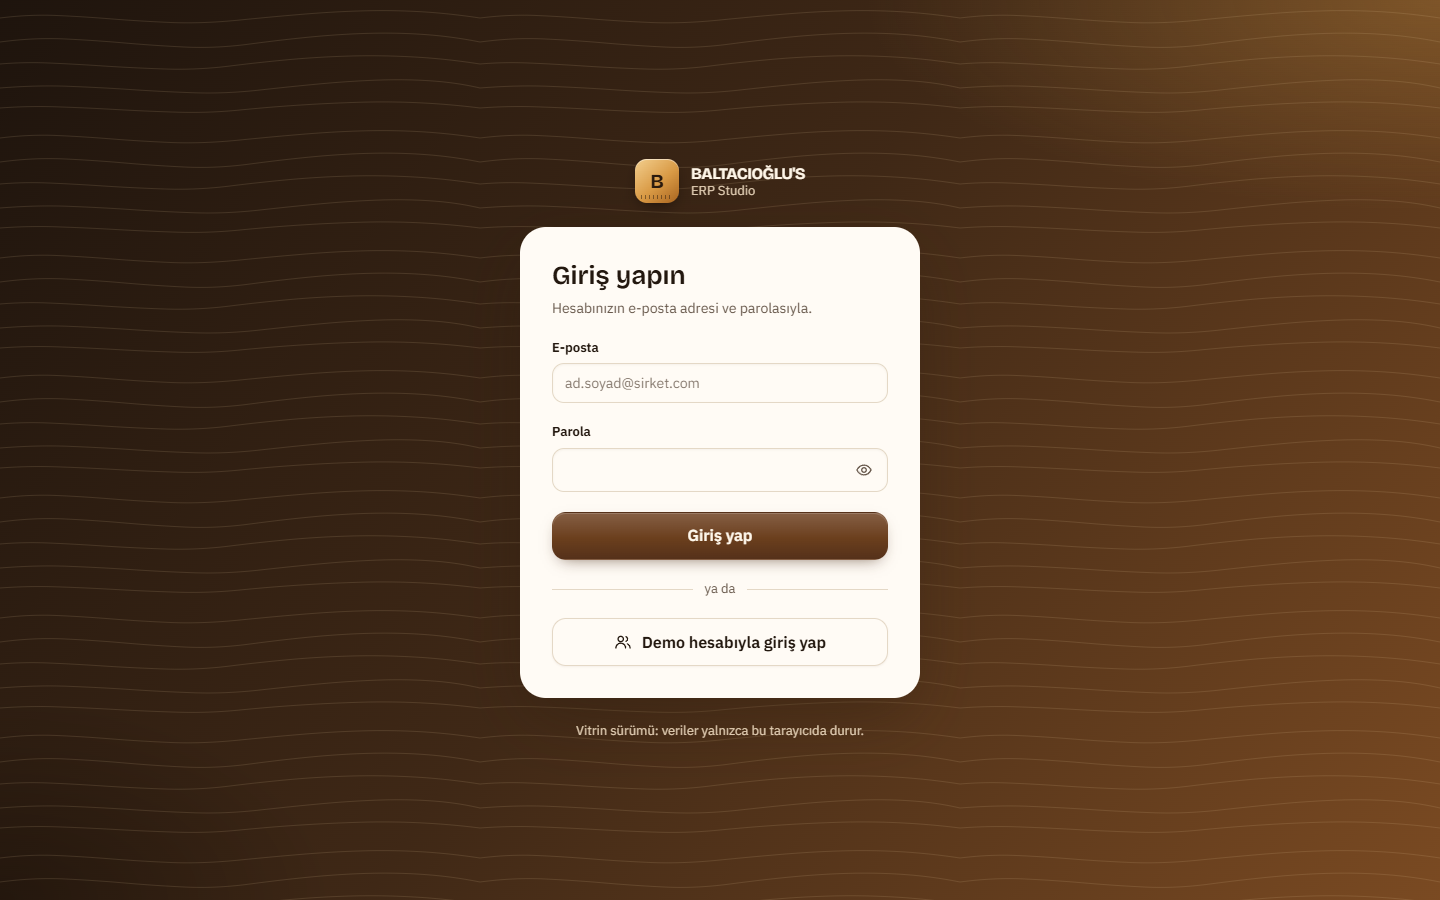 B
BALTACIOĞLU'S
ERP Studio
Giriş yapın
Hesabınızın e-posta adresi ve parolasıyla.
E-posta
ad.soyad@sirket.com
Parola
Giriş yap
ya da
Demo hesabıyla giriş yap
Vitrin sürümü: veriler yalnızca bu tarayıcıda durur.